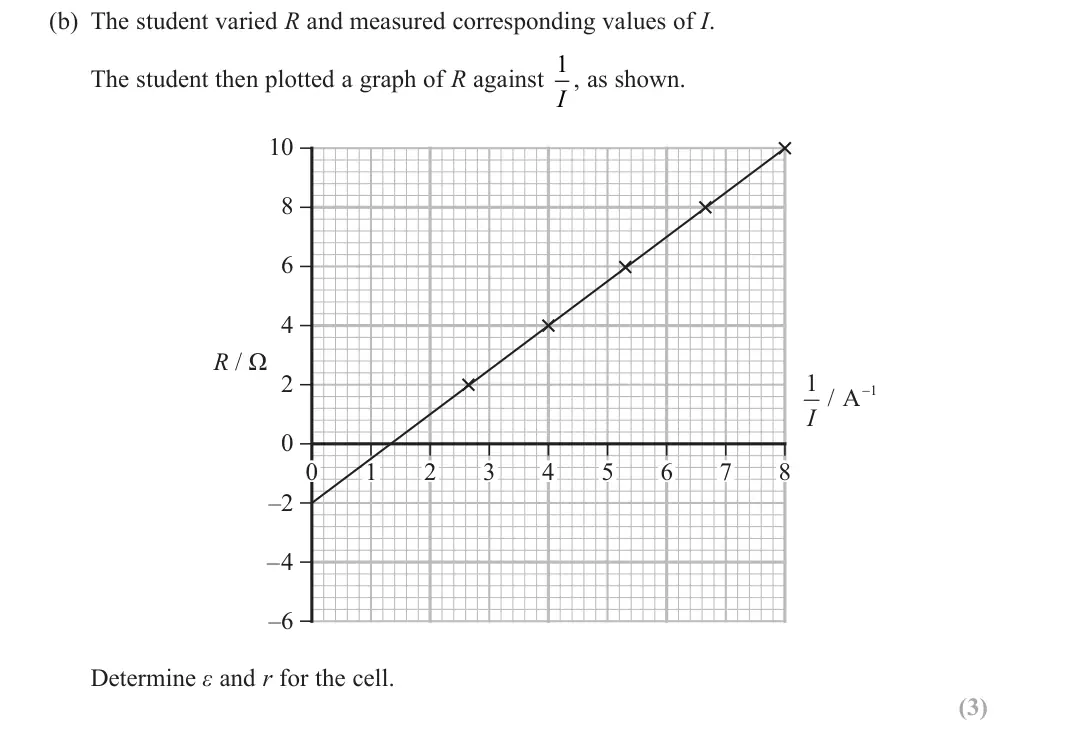 (b) The student varied R and measured corresponding values of I.
The student then plotted a graph of R against 1/I, as shown.
10
8
6
4
R / Ω
2
1/I / A⁻¹
0
0 1 2 3 4 5 6 7 8
–2
–4
–6
Determine ε and r for the cell.
(3)